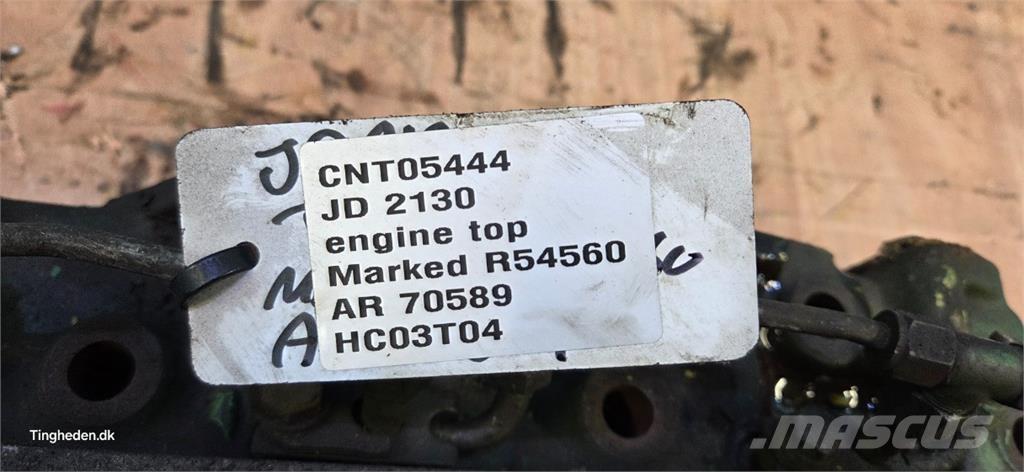 CNT05444
JD 2130
engine top
Marked R54560
AR 70589
HC03T04
Tingheden.dk
MASCUS